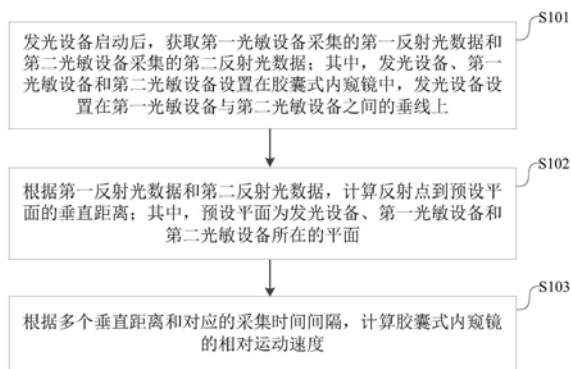 S101
发光设备启动后，获取第一光敏设备采集的第一反射光数据和
第二光敏设备采集的第二反射光数据；其中，发光设备、第一
光敏设备和第二光敏设备设置在胶囊式内窥镜中，发光设备设
置在第一光敏设备与第二光敏设备之间的垂线上
S102
根据第一反射光数据和第二反射光数据，计算反射点到预设平
面的垂直距离；其中，预设平面为发光设备、第一光敏设备和
第二光敏设备所在的平面
S103
根据多个垂直距离和对应的采集时间间隔，计算胶囊式内窥镜
的相对运动速度